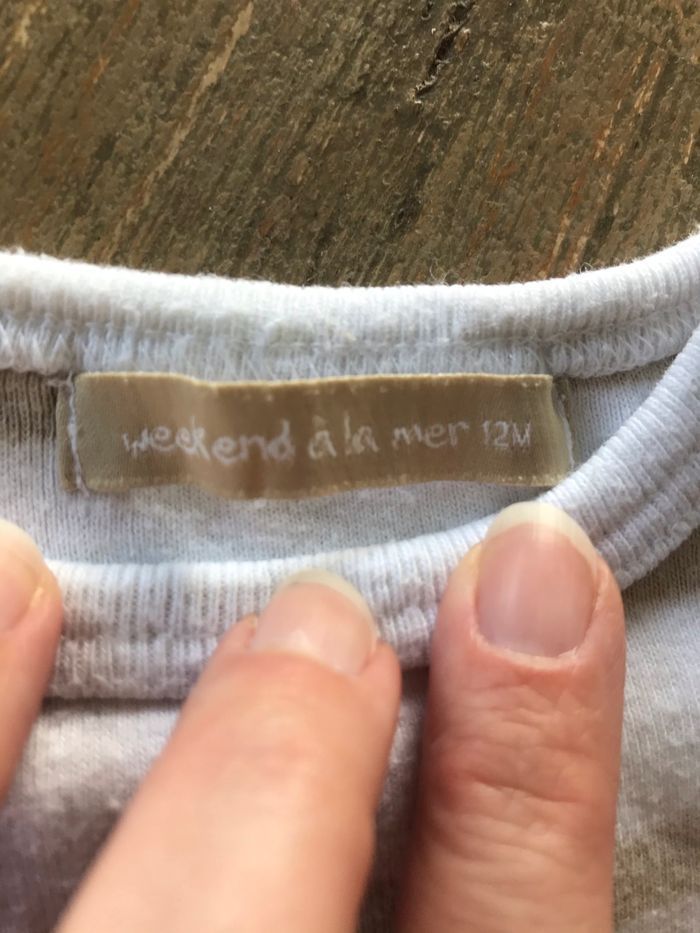 weekend à la mer 12M